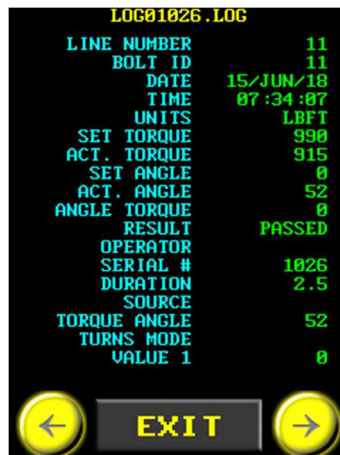 LOG01026.LOG
LINE NUMBER 11
BOLT ID 11
DATE 15/JUN/18
TIME 07:34:07
UNITS LBFT
SET TORQUE 990
ACT. TORQUE 915
SET ANGLE 0
ACT. ANGLE 52
ANGLE TORQUE 0
RESULT PASSED
OPERATOR
SERIAL # 1026
DURATION 2.5
SOURCE
TORQUE ANGLE 52
TURNS MODE
VALUE 1 0
EXIT